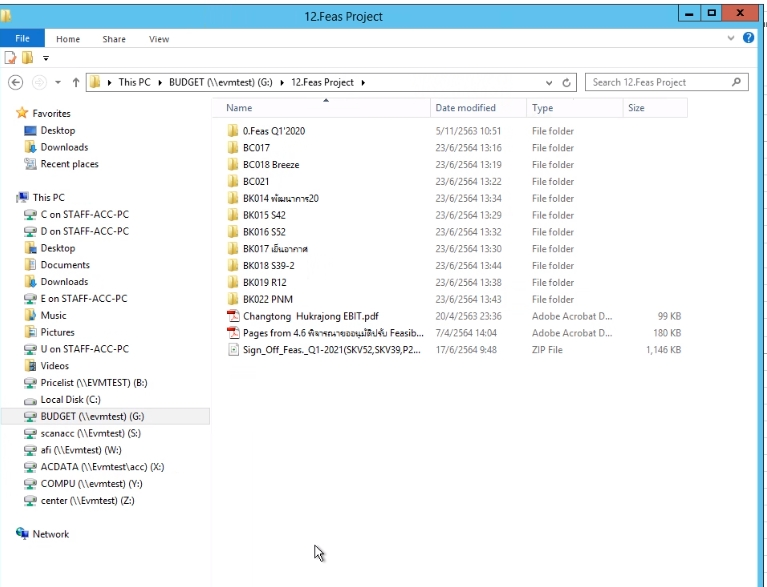 12.Feas Project
File Home Share View
This PC BUDGET (\\evmtest) (G:) 12.Feas Project
Search 12.Feas Project
Name Date modified Type Size
0.Feas Q1'2020 5/11/2563 10:51 File folder
BC017 23/6/2564 13:16 File folder
BC018 Breeze 23/6/2564 13:19 File folder
BC021 23/6/2564 13:22 File folder
BK014 พัฒนาการ20 23/6/2564 13:34 File folder
BK015 S42 23/6/2564 13:29 File folder
BK016 S52 23/6/2564 13:32 File folder
BK017 เย็นอากาศ 23/6/2564 13:30 File folder
BK018 S39-2 23/6/2564 13:44 File folder
BK019 R12 23/6/2564 13:38 File folder
BK022 PNM 23/6/2564 13:43 File folder
Changtong Hukrajong EBIT.pdf 20/4/2563 23:36 Adobe Acrobat D... 99 KB
Pages from 4.6 พิจารณาขออนุมัติปรับ Feasib... 7/4/2564 14:04 Adobe Acrobat D... 180 KB
Sign_Off_Feas._Q1-2021(SKV52,SKV39,P2... 17/6/2564 9:48 ZIP File 1,146 KB
Favorites
Desktop
Downloads
Recent places
This PC
C on STAFF-ACC-PC
D on STAFF-ACC-PC
Desktop
Documents
Downloads
E on STAFF-ACC-PC
Music
Pictures
U on STAFF-ACC-PC
Videos
Pricelist (\\EVMTEST) (B:)
Local Disk (C:)
BUDGET (\\evmtest) (G:)
scanacc (\\Evmtest) (S:)
afi (\\Evmtest) (W:)
ACDATA (\\Evmtest\acc) (X:)
COMPU (\\evmtest) (Y:)
center (\\Evmtest) (Z:)
Network